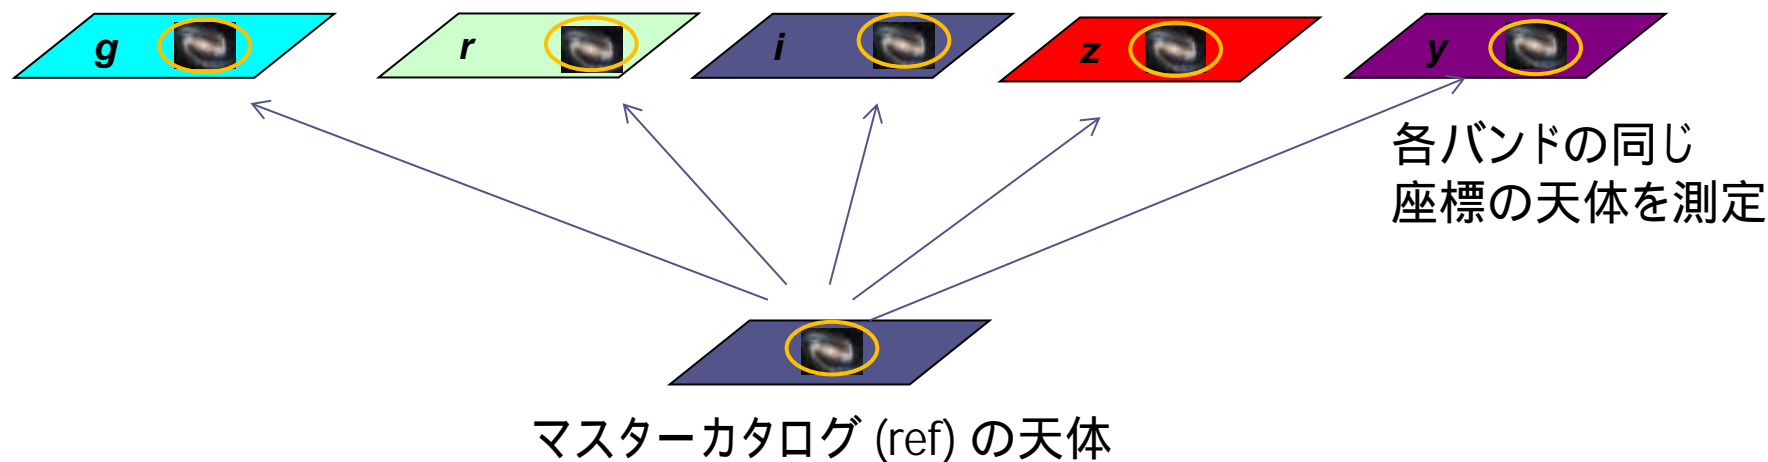 g r i z y
各バンドの同じ
座標の天体を測定
マスターカタログ (ref) の天体